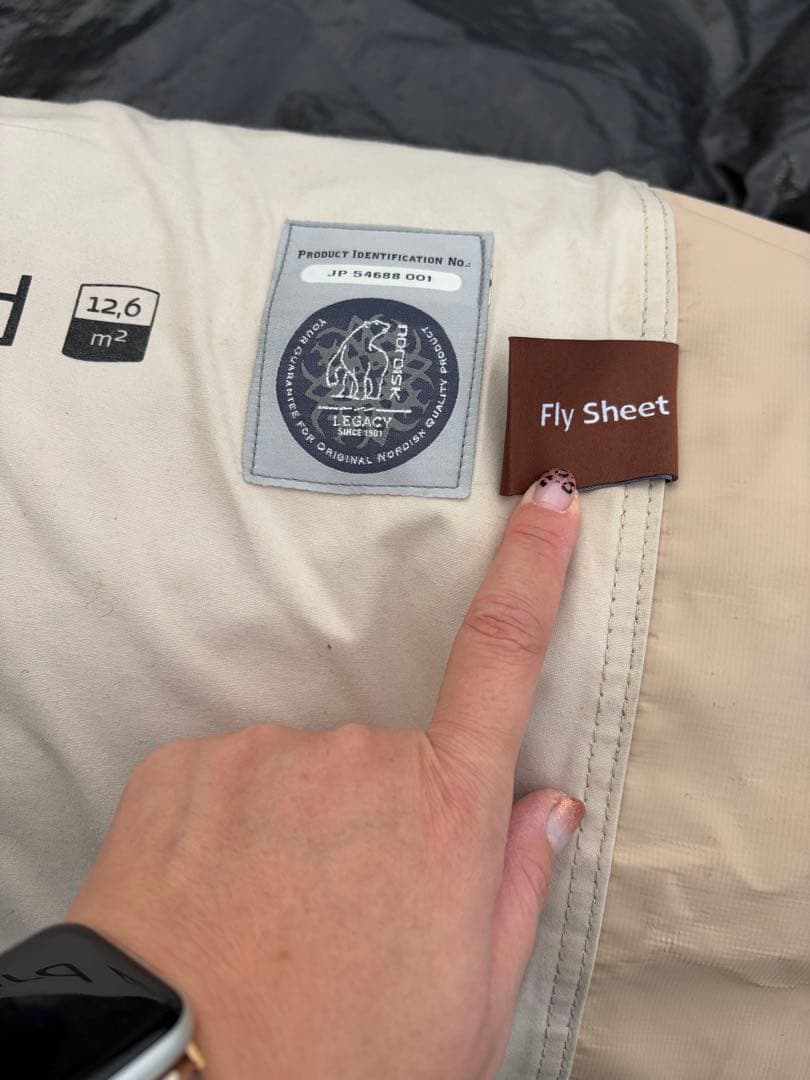 d
12,6
m²
PRODUCT IDENTIFICATION NO.:
JP 54688 001
nordisk
LEGACY
SINCE 1901
YOUR GUARANTEE FOR ORIGINAL NORDISK QUALITY PRODUCT
Fly Sheet